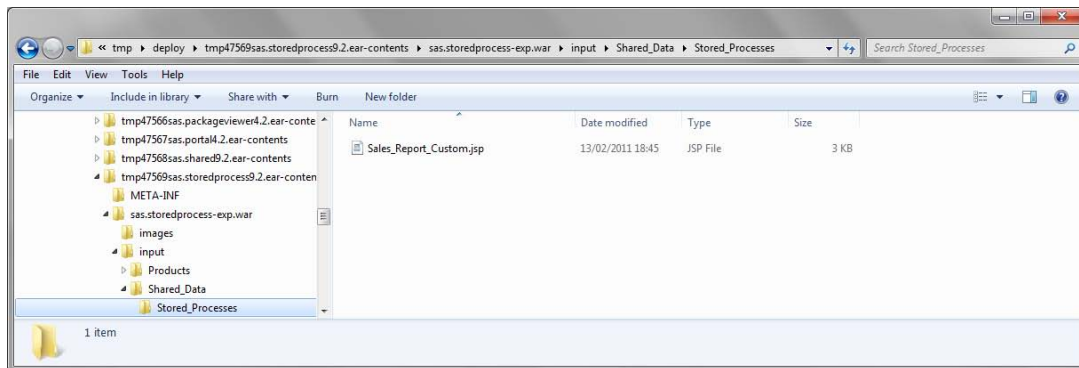 « tmp ▸ deploy ▸ tmp47569sas.storedprocess9.2.ear-contents ▸ sas.storedprocess-exp.war ▸ input ▸ Shared_Data ▸ Stored_Processes
Search Stored_Processes
File Edit View Tools Help
Organize Include in library Share with Burn New folder
tmp47566sas.packageviewer4.2.ear-conte
tmp47567sas.portal4.2.ear-contents
tmp47568sas.shared9.2.ear-contents
tmp47569sas.storedprocess9.2.ear-conten
META-INF
sas.storedprocess-exp.war
images
input
Products
Shared_Data
Stored_Processes
Name Date modified Type Size
Sales_Report_Custom.jsp 13/02/2011 18:45 JSP File 3 KB
1 item